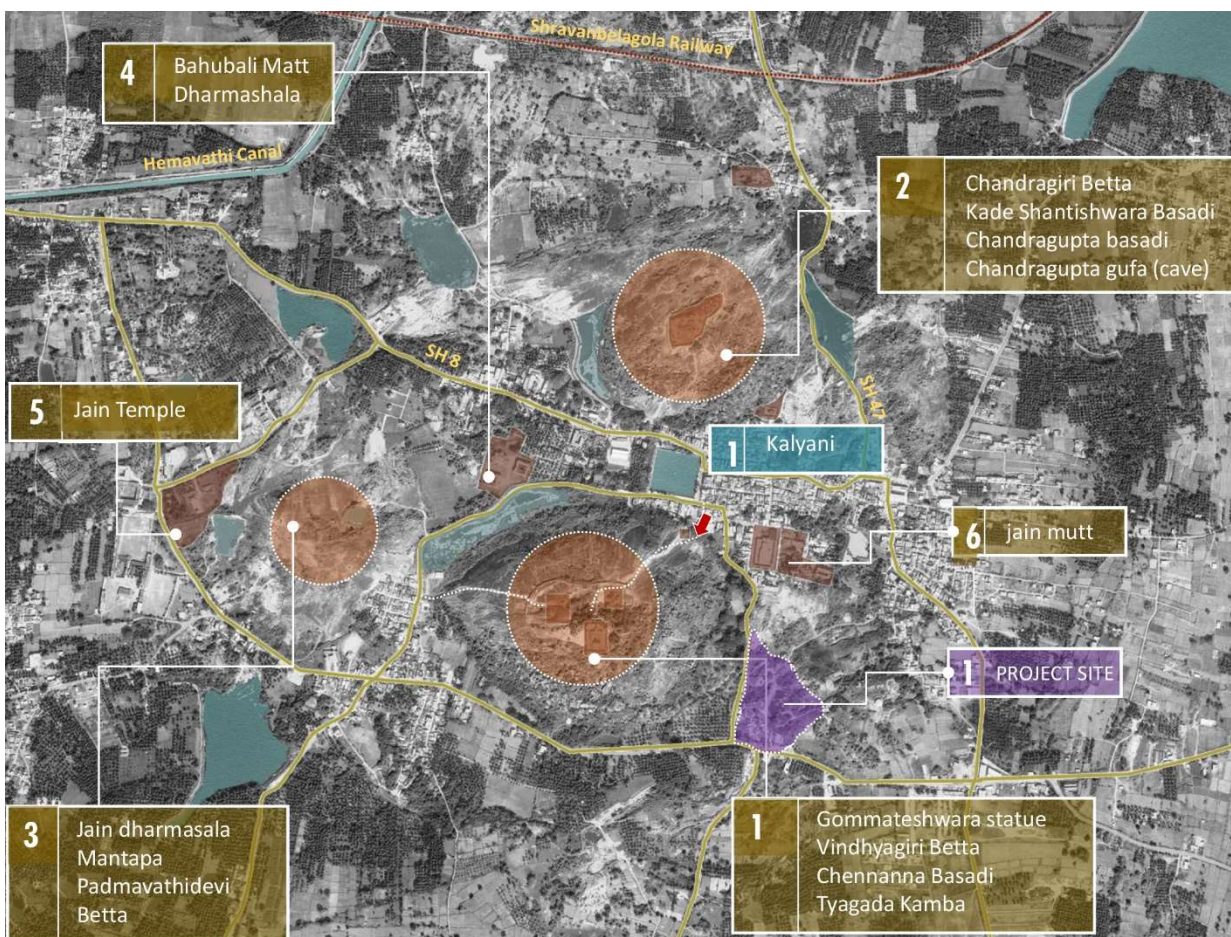 Shravanbelagola Railway
4
Bahubali Matt
Dharmashala
Hemavathi Canal
2
Chandragiri Betta
Kade Shantishwara Basadi
Chandragupta basadi
Chandragupta gufa (cave)
SH 8
SH 47
5
Jain Temple
1
Kalyani
6
jain mutt
1
PROJECT SITE
3
Jain dharmasala
Mantapa
Padmavathidevi
Betta
1
Gommateshwara statue
Vindhyagiri Betta
Chennanna Basadi
Tyagada Kamba